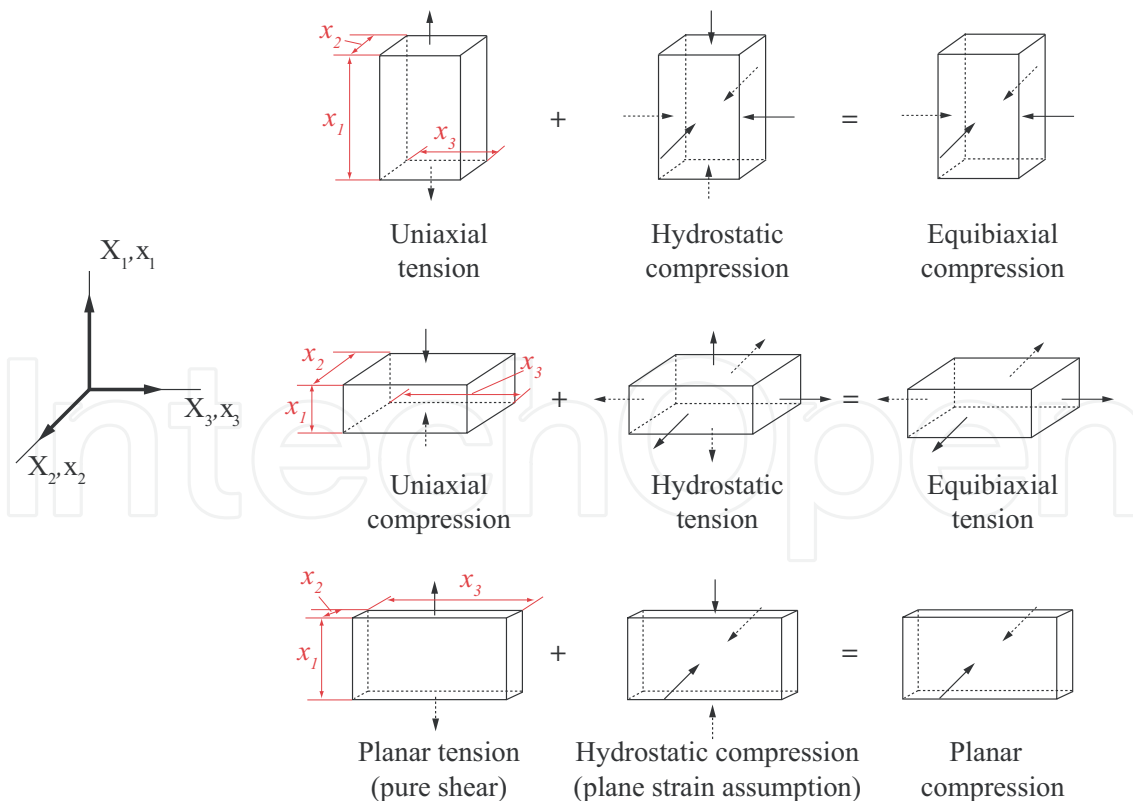 x2
x1
x3
+
=
Uniaxial
tension
Hydrostatic
compression
Equibiaxial
compression
X1,x1
X3,x3
X2,x2
x2
x3
x1
+
=
Uniaxial
compression
Hydrostatic
tension
Equibiaxial
tension
IntechOpen
x2
x3
x1
+
=
Planar tension
(pure shear)
Hydrostatic compression
(plane strain assumption)
Planar
compression